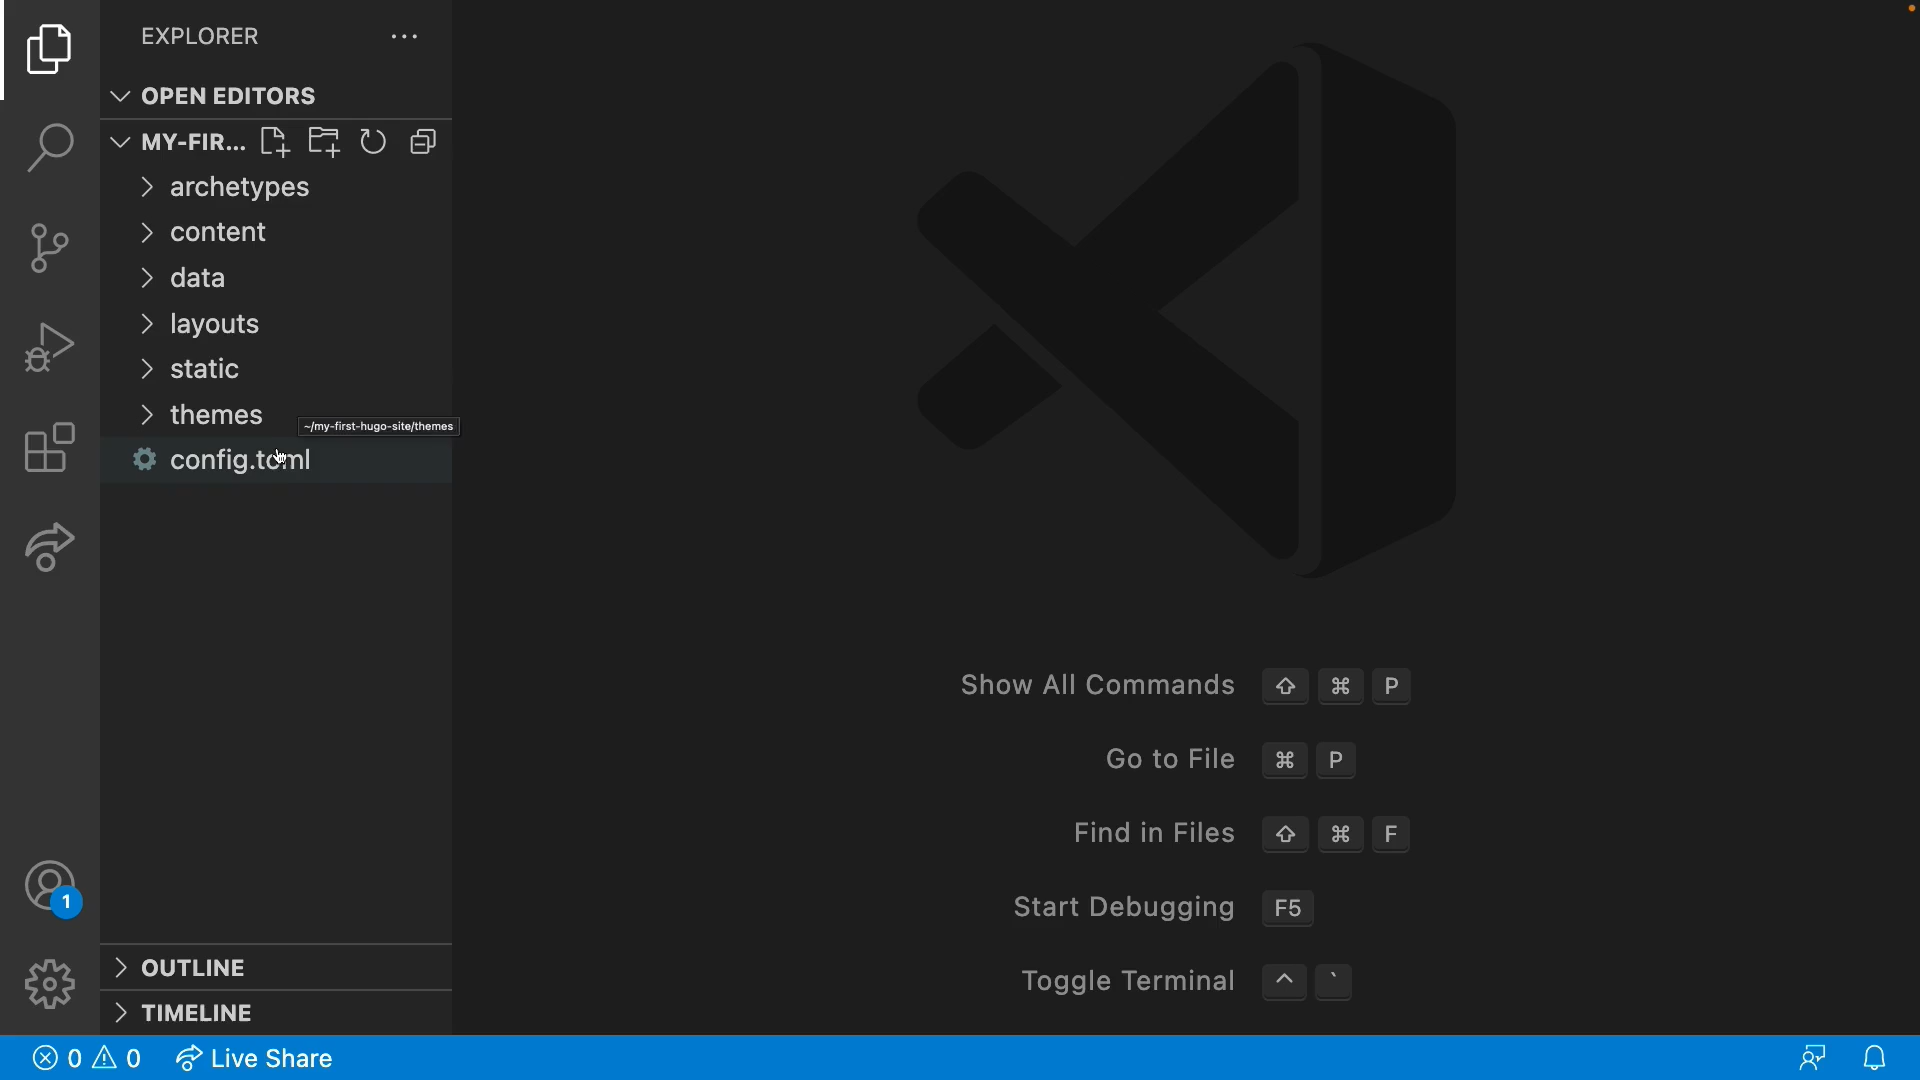 EXPLORER
OPEN EDITORS
MY-FIR...
archetypes
content
data
layouts
static
themes
~/my-first-hugo-site/themes
config.toml
Show All Commands ⇧ ⌘ P
Go to File ⌘ P
Find in Files ⇧ ⌘ F
Start Debugging F5
Toggle Terminal ^ `
1
OUTLINE
TIMELINE
0 0 Live Share